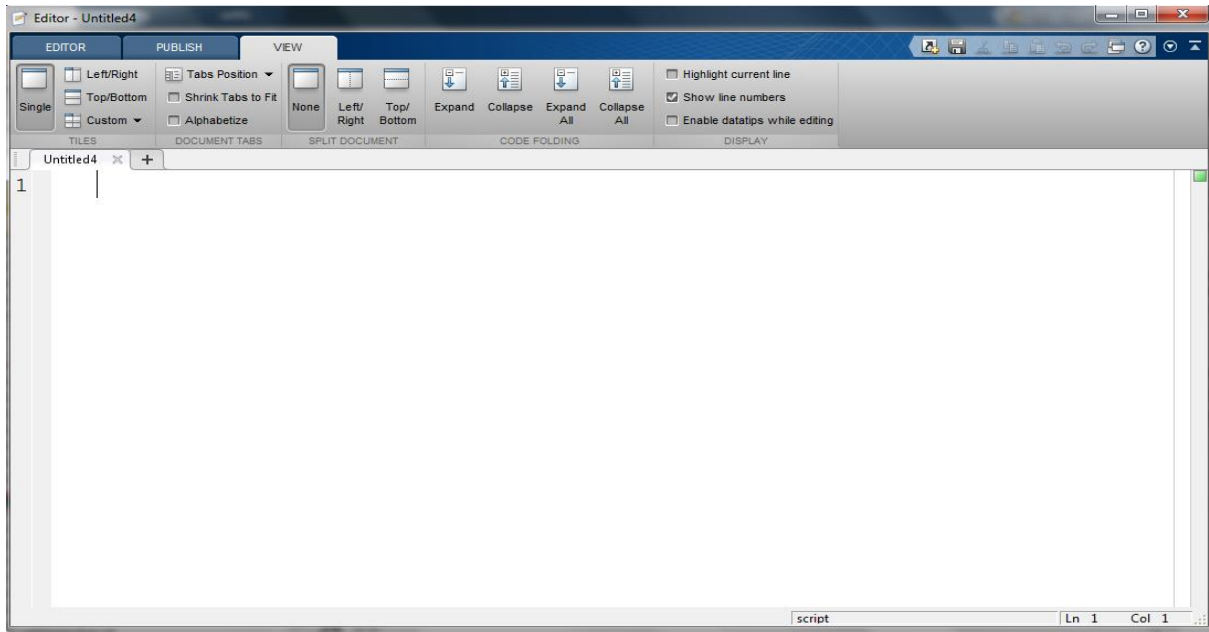 Editor - Untitled4
EDITOR PUBLISH VIEW
Single
Left/Right
Top/Bottom
Custom
TILES
Tabs Position
Shrink Tabs to Fit
Alphabetize
DOCUMENT TABS
None
Left/
Right
Top/
Bottom
SPLIT DOCUMENT
Expand
Collapse
Expand
All
Collapse
All
CODE FOLDING
Highlight current line
Show line numbers
Enable datatips while editing
DISPLAY
Untitled4
1
script Ln 1 Col 1